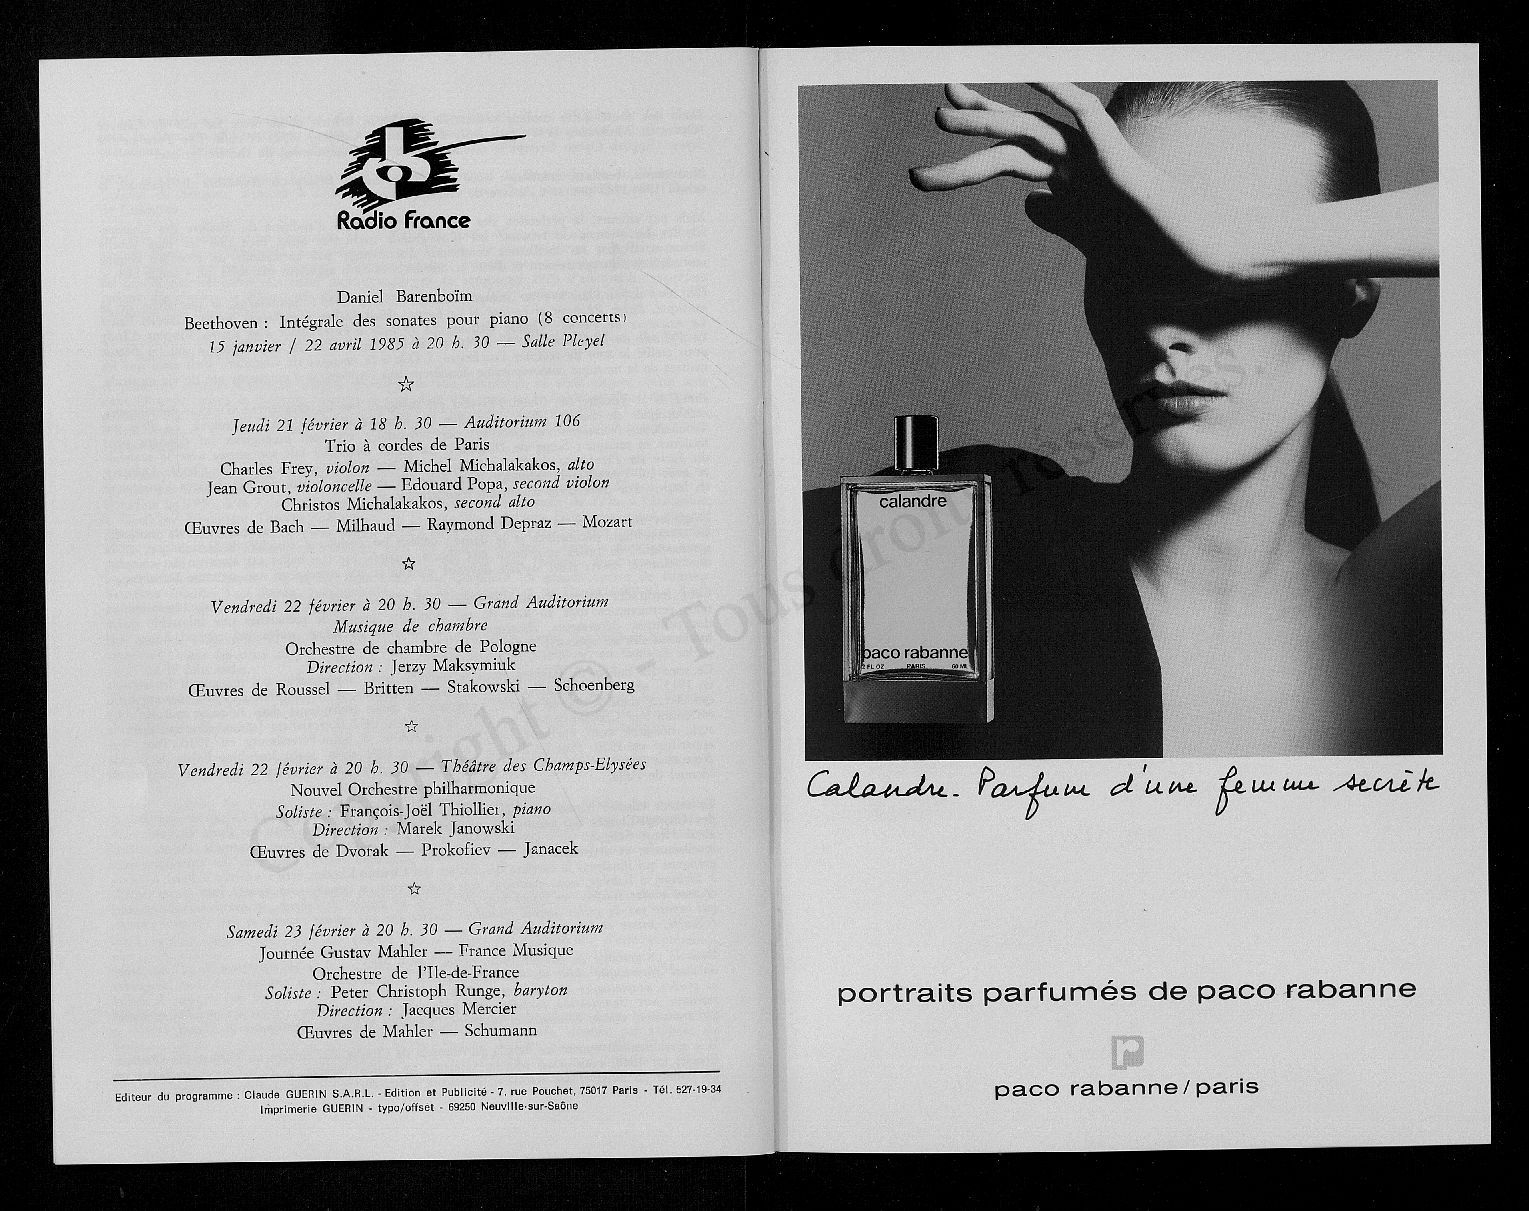 Radio France
Daniel Barenboïm
Beethoven : Intégrale des sonates pour piano (8 concerts)
15 janvier / 22 avril 1985 à 20 h. 30 — Salle Pleyel
☆
Jeudi 21 février à 18 h. 30 — Auditorium 106
Trio à cordes de Paris
Charles Frey, violon — Michel Michalakakos, alto
Jean Grout, violoncelle — Edouard Popa, second violon
Christos Michalakakos, second alto
Œuvres de Bach — Milhaud — Raymond Depraz — Mozart
☆
Vendredi 22 février à 20 h. 30 — Grand Auditorium
Musique de chambre
Orchestre de chambre de Pologne
Direction : Jerzy Maksymiuk
Œuvres de Roussel — Britten — Stakowski — Schoenberg
☆
Vendredi 22 février à 20 h. 30 — Théâtre des Champs-Elysées
Nouvel Orchestre philharmonique
Soliste : François-Joël Thiollier, piano
Direction : Marek Janowski
Œuvres de Dvorak — Prokofiev — Janacek
☆
Samedi 23 février à 20 h. 30 — Grand Auditorium
Journée Gustav Mahler — France Musique
Orchestre de l'Ile-de-France
Soliste : Peter Christoph Runge, baryton
Direction : Jacques Mercier
Œuvres de Mahler — Schumann
Editeur du programme : Claude GUERIN S.A.R.L. - Edition et Publicité - 7, rue Pouchet, 75017 Paris - Tél. 527-19-34
Imprimerie GUERIN - typo/offset - 69250 Neuville-sur-Saône
calandre
paco rabanne
2 FL OZ PARIS 60 ML
Calandre. Parfum d'une femme secrète
portraits parfumés de paco rabanne
r
paco rabanne / paris
Copyright © - Tous droits réservés.